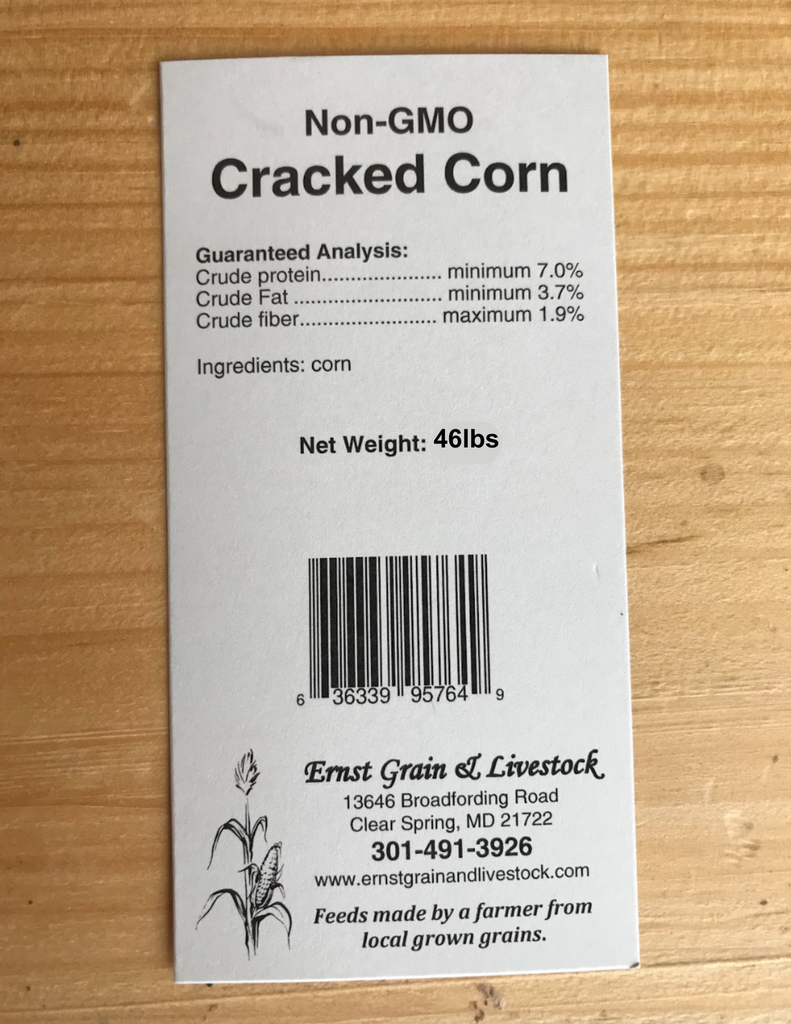 Non-GMO
Cracked Corn
Guaranteed Analysis:
Crude protein...................... minimum 7.0%
Crude Fat ........................... minimum 3.7%
Crude fiber......................... maximum 1.9%
Ingredients: corn
Net Weight: 46lbs
6 36339 95764 9
Ernst Grain & Livestock
13646 Broadfording Road
Clear Spring, MD 21722
301-491-3926
www.ernstgrainandlivestock.com
Feeds made by a farmer from
local grown grains.